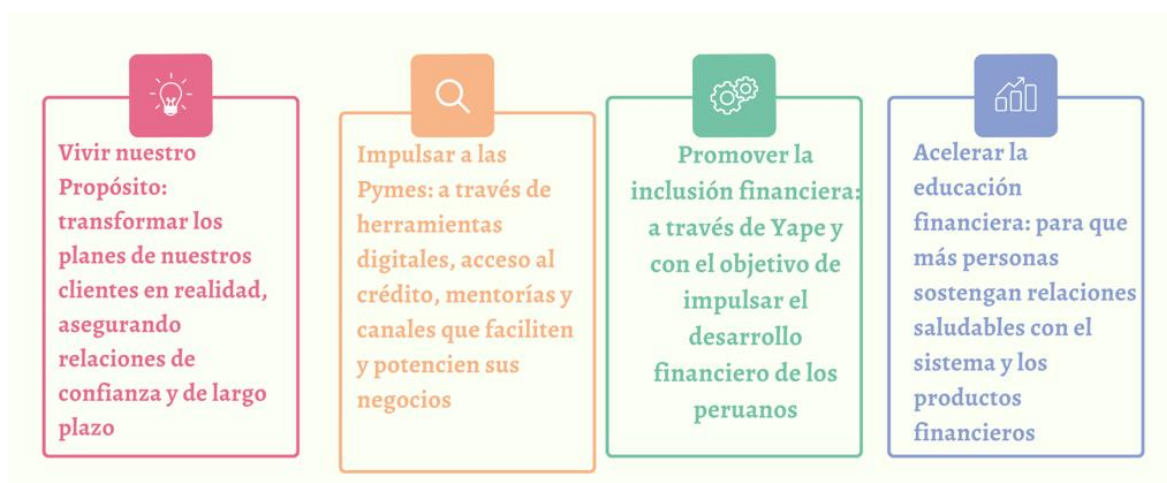 Vivir nuestro
Propósito:
transformar los
planes de nuestros
clientes en realidad,
asegurando
relaciones de
confianza y de largo
plazo
Impulsar a las
Pymes: a través de
herramientas
digitales, acceso al
crédito, mentorías y
canales que faciliten
y potencien sus
negocios
Promover la
inclusión financiera:
a través de Yape y
con el objetivo de
impulsar el
desarrollo
financiero de los
peruanos
Acelerar la
educación
financiera: para que
más personas
sostengan relaciones
saludables con el
sistema y los
productos
financieros